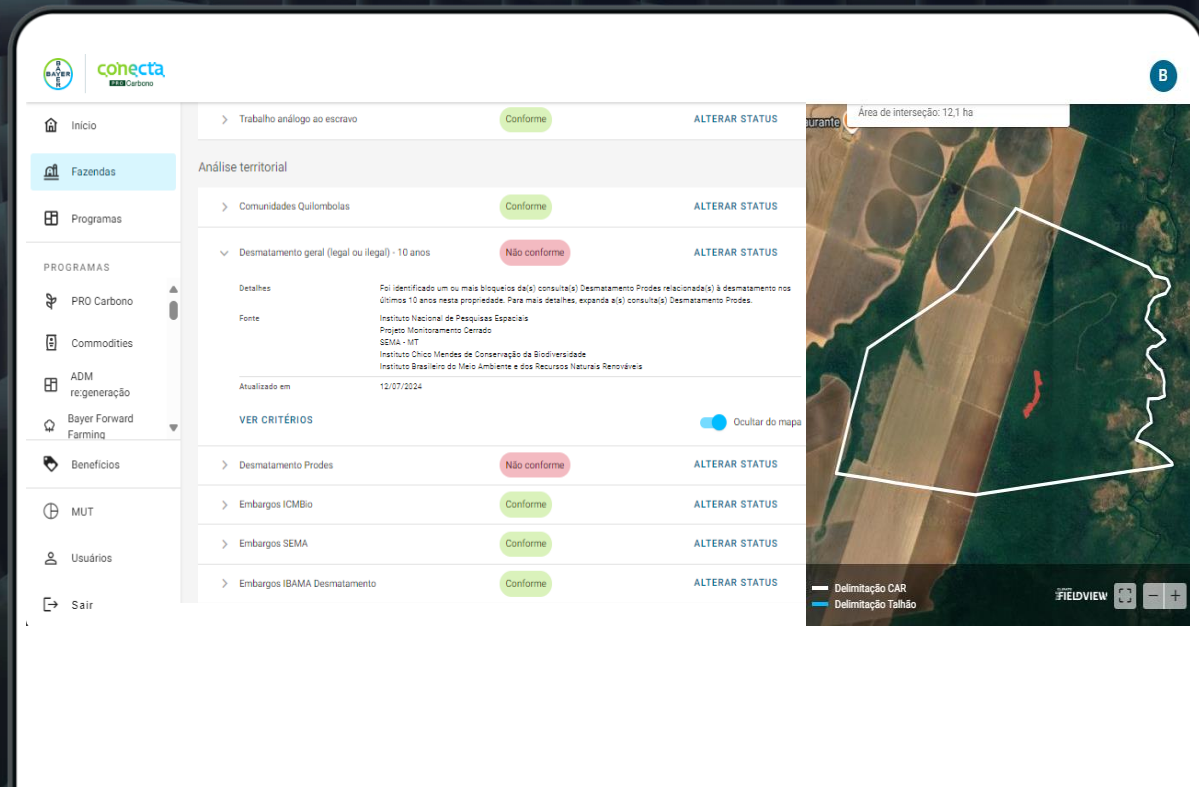 BAYER
BAYER
conecta
PRO Carbono
B
Início
Fazendas
Programas
PROGRAMAS
PRO Carbono
Commodities
ADM
re:generação
Bayer Forward
Farming
Benefícios
MUT
Usuários
Sair
Trabalho análogo ao escravo
Conforme
ALTERAR STATUS
Análise territorial
Comunidades Quilombolas
Conforme
ALTERAR STATUS
Desmatamento geral (legal ou ilegal) - 10 anos
Não conforme
ALTERAR STATUS
Detalhes
Foi identificado um ou mais bloqueios da(s) consulta(s) Desmatamento Prodes relacionada(s) à desmatamento nos
últimos 10 anos nesta propriedade. Para mais detalhes, expanda a(s) consulta(s) Desmatamento Prodes.
Fonte
Instituto Nacional de Pesquisas Espaciais
Projeto Monitoramento Cerrado
SEMA - MT
Instituto Chico Mendes de Conservação da Biodiversidade
Instituto Brasileiro do Meio Ambiente e dos Recursos Naturais Renováveis
Atualizado em
12/07/2024
VER CRITÉRIOS
Ocultar do mapa
Desmatamento Prodes
Não conforme
ALTERAR STATUS
Embargos ICMBio
Conforme
ALTERAR STATUS
Embargos SEMA
Conforme
ALTERAR STATUS
Embargos IBAMA Desmatamento
Conforme
ALTERAR STATUS
Área de interseção: 12,1 ha
aurante
Delimitação CAR
Delimitação Talhão
FIELDVIEW